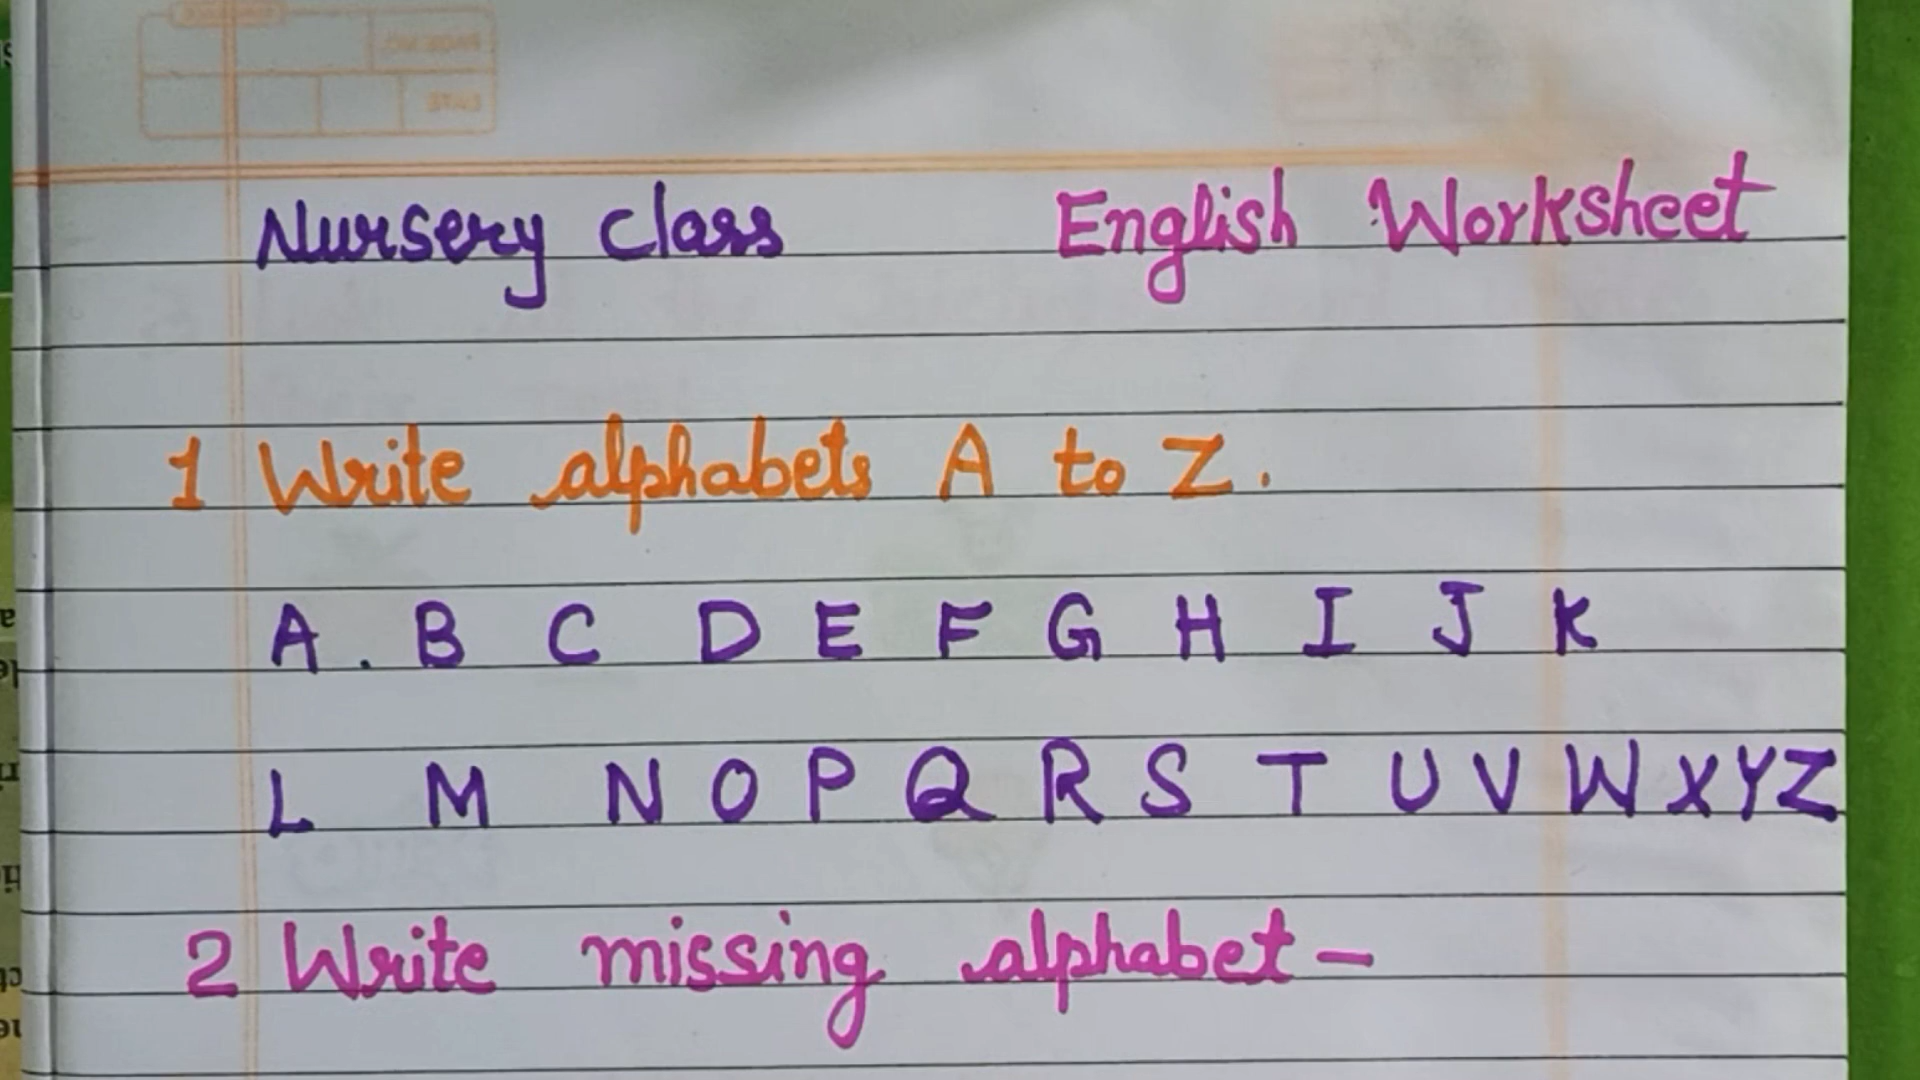 Nursery class English Worksheet
1 Write alphabets A to Z.
A . B C D E F G H I J K
L M N O P Q R S T U V W X Y Z
2 Write missing alphabet -